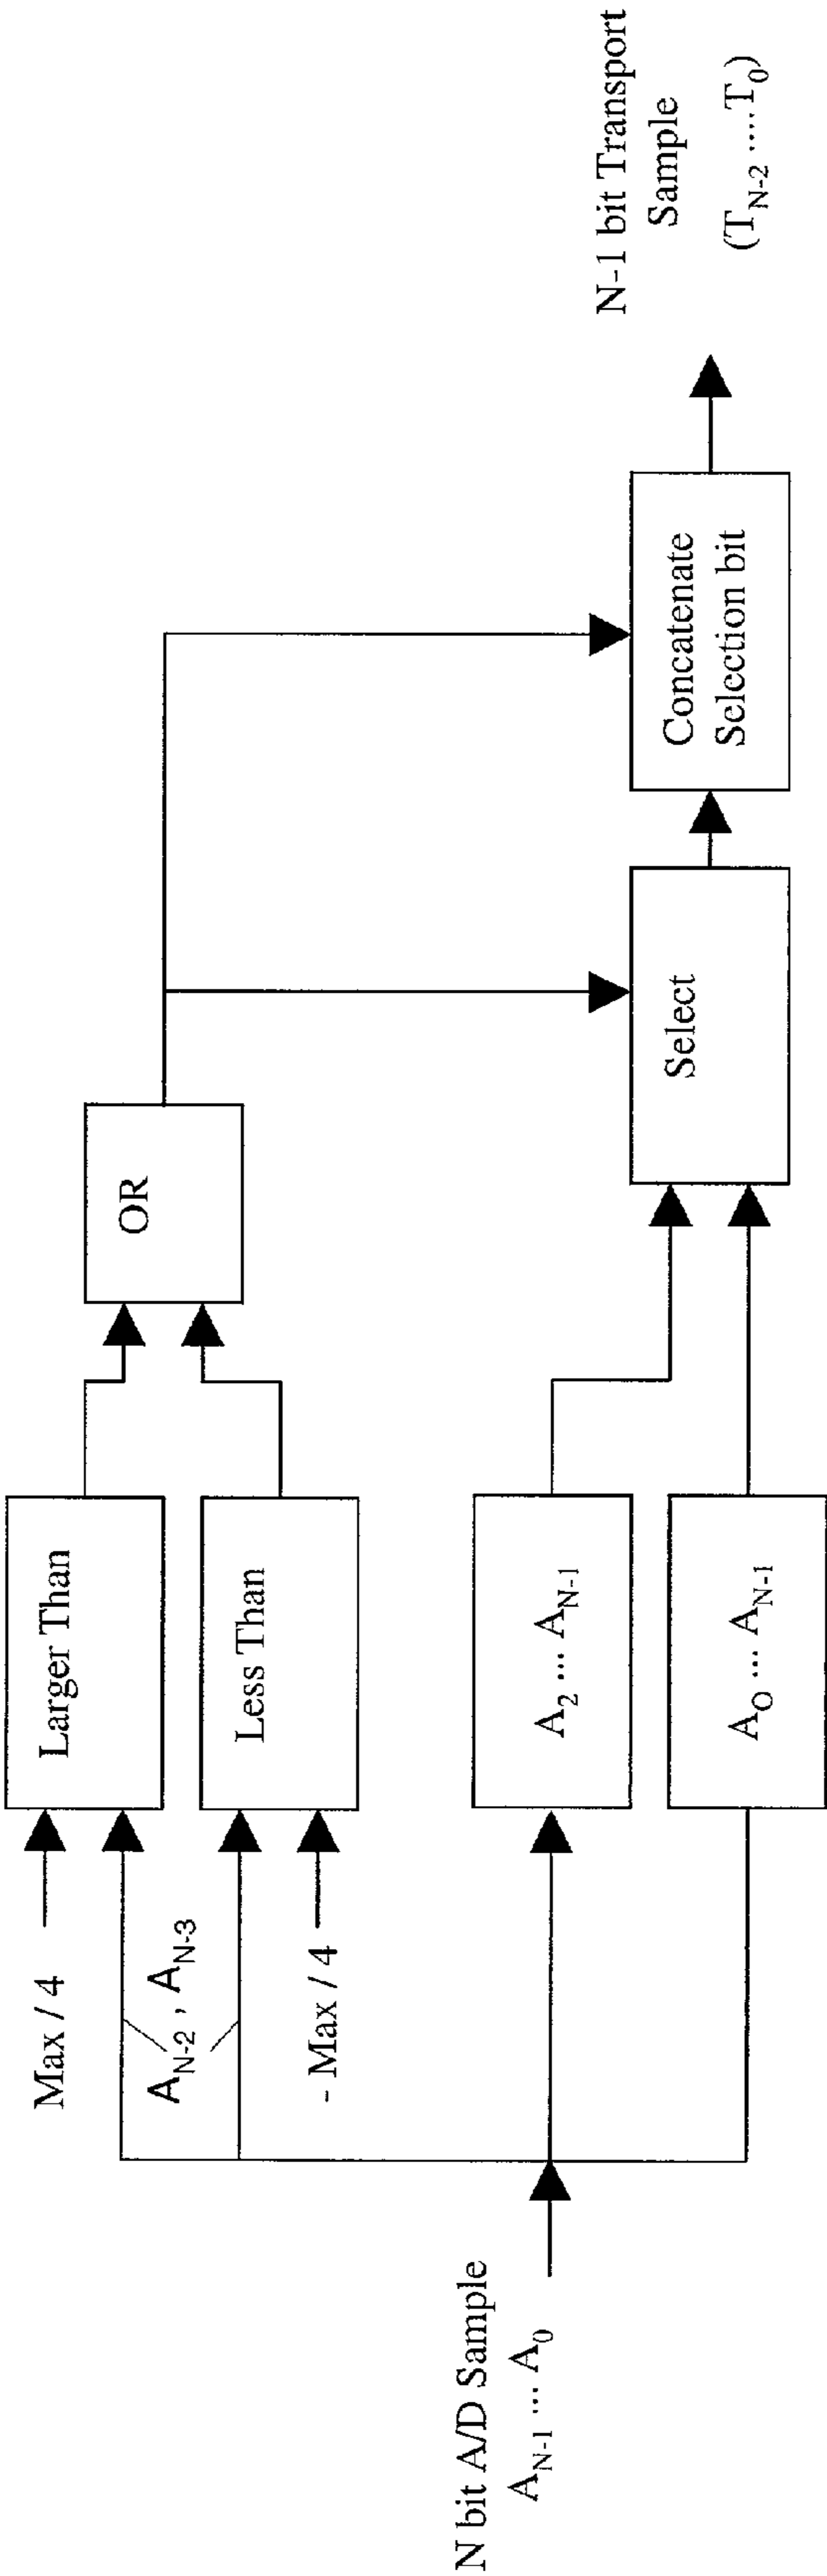 N bit A/D Sample
A_{N-1} ... A_0
Max / 4
A_{N-2} , A_{N-3}
- Max / 4
Larger Than
Less Than
A_2 ... A_{N-1}
A_O ... A_{N-1}
OR
Select
Concatenate
Selection bit
N-1 bit Transport
Sample
(T_{N-2} ....T_0)